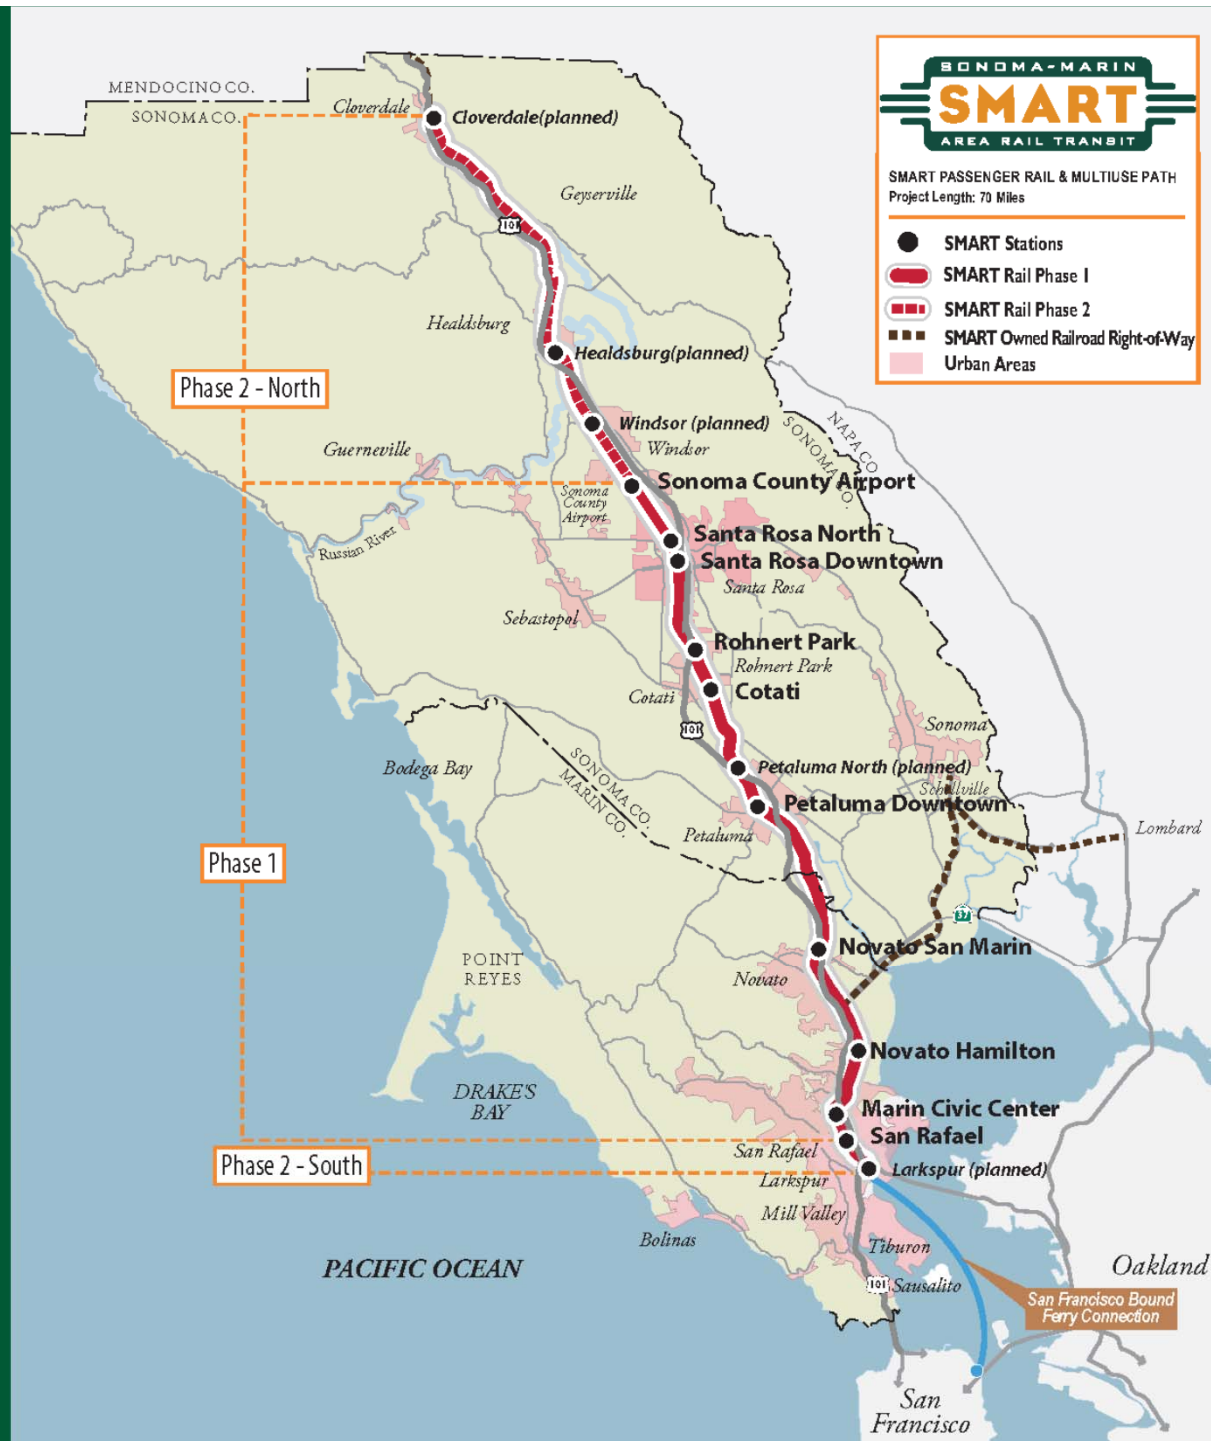 MENDOCINO CO.
SONOMA CO.
Cloverdale
Cloverdale(planned)
Geyserville
101
Healdsburg
Healdsburg(planned)
Phase 2 - North
Windsor (planned)
Windsor
Guerneville
NAPA CO.
SONOMA CO.
Sonoma County Airport
Sonoma
County
Airport
Russian River
Santa Rosa North
Santa Rosa Downtown
Santa Rosa
Sebastopol
Rohnert Park
Rohnert Park
Cotati
Cotati
101
Sonoma
SONOMA CO.
MARIN CO.
Bodega Bay
Petaluma North (planned)
Schellville
Petaluma Downtown
Petaluma
Lombard
Phase 1
37
Novato San Marin
POINT
REYES
Novato
Novato Hamilton
DRAKE'S
BAY
Marin Civic Center
San Rafael
San Rafael
Phase 2 - South
Larkspur (planned)
Larkspur
Mill Valley
Bolinas
Tiburon
PACIFIC OCEAN
101
Sausalito
Oakland
San Francisco Bound
Ferry Connection
San
Francisco
SONOMA-MARIN
SMART
AREA RAIL TRANSIT
SMART PASSENGER RAIL & MULTIUSE PATH
Project Length: 70 Miles
SMART Stations
SMART Rail Phase 1
SMART Rail Phase 2
SMART Owned Railroad Right-of-Way
Urban Areas